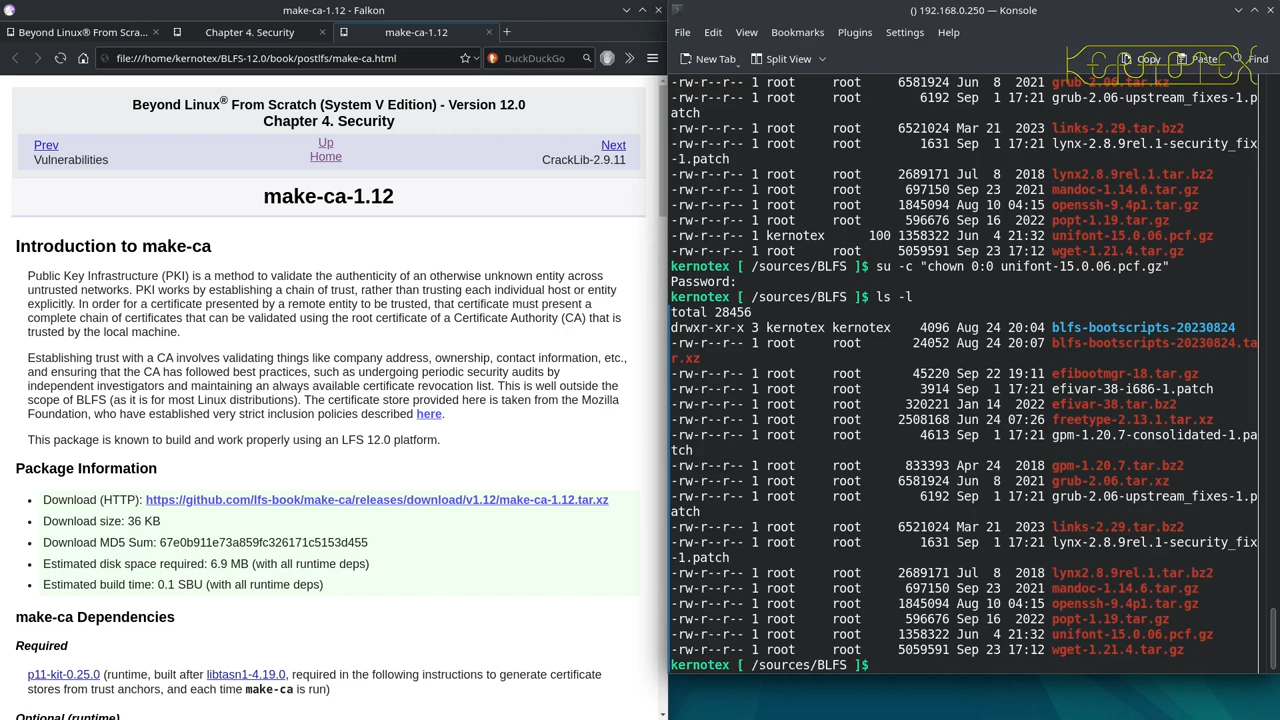 make-ca-1.12 - Falkon
Beyond Linux® From Scra...
Chapter 4. Security
make-ca-1.12
file:///home/kernotex/BLFS-12.0/book/postlfs/make-ca.html
DuckDuckGo
Beyond Linux® From Scratch (System V Edition) - Version 12.0
Chapter 4. Security
Prev
Up
Next
Vulnerabilities
Home
CrackLib-2.9.11
make-ca-1.12
Introduction to make-ca
Public Key Infrastructure (PKI) is a method to validate the authenticity of an otherwise unknown entity across
untrusted networks. PKI works by establishing a chain of trust, rather than trusting each individual host or entity
explicitly. In order for a certificate presented by a remote entity to be trusted, that certificate must present a
complete chain of certificates that can be validated using the root certificate of a Certificate Authority (CA) that is
trusted by the local machine.
Establishing trust with a CA involves validating things like company address, ownership, contact information, etc.,
and ensuring that the CA has followed best practices, such as undergoing periodic security audits by
independent investigators and maintaining an always available certificate revocation list. This is well outside the
scope of BLFS (as it is for most Linux distributions). The certificate store provided here is taken from the Mozilla
Foundation, who have established very strict inclusion policies described here.
This package is known to build and work properly using an LFS 12.0 platform.
Package Information
• Download (HTTP): https://github.com/lfs-book/make-ca/releases/download/v1.12/make-ca-1.12.tar.xz
• Download size: 36 KB
• Download MD5 Sum: 67e0b911e73a859fc326171c5153d455
• Estimated disk space required: 6.9 MB (with all runtime deps)
• Estimated build time: 0.1 SBU (with all runtime deps)
make-ca Dependencies
Required
p11-kit-0.25.0 (runtime, built after libtasn1-4.19.0, required in the following instructions to generate certificate
stores from trust anchors, and each time make-ca is run)
Optional (runtime)
() 192.168.0.250 — Konsole
File Edit View Bookmarks Plugins Settings Help
New Tab Split View Copy Paste Find
Kernotex
-rw-r--r-- 1 root root 6581924 Jun 8 2021 grub-2.06.tar.xz
-rw-r--r-- 1 root root 6192 Sep 1 17:21 grub-2.06-upstream_fixes-1.p
atch
-rw-r--r-- 1 root root 6521024 Mar 21 2023 links-2.29.tar.bz2
-rw-r--r-- 1 root root 1631 Sep 1 17:21 lynx-2.8.9rel.1-security_fix
-1.patch
-rw-r--r-- 1 root root 2689171 Jul 8 2018 lynx2.8.9rel.1.tar.bz2
-rw-r--r-- 1 root root 697150 Sep 23 2021 mandoc-1.14.6.tar.gz
-rw-r--r-- 1 root root 1845094 Aug 10 04:15 openssh-9.4p1.tar.gz
-rw-r--r-- 1 root root 596676 Sep 16 2022 popt-1.19.tar.gz
-rw-r--r-- 1 kernotex 100 1358322 Jun 4 21:32 unifont-15.0.06.pcf.gz
-rw-r--r-- 1 root root 5059591 Sep 23 17:12 wget-1.21.4.tar.gz
kernotex [ /sources/BLFS ]$ su -c "chown 0:0 unifont-15.0.06.pcf.gz"
Password:
kernotex [ /sources/BLFS ]$ ls -l
total 28456
drwxr-xr-x 3 kernotex kernotex 4096 Aug 24 20:04 blfs-bootscripts-20230824
-rw-r--r-- 1 root root 24052 Aug 24 20:07 blfs-bootscripts-20230824.ta
r.xz
-rw-r--r-- 1 root root 45220 Sep 22 19:11 efibootmgr-18.tar.gz
-rw-r--r-- 1 root root 3914 Sep 1 17:21 efivar-38-i686-1.patch
-rw-r--r-- 1 root root 320221 Jan 14 2022 efivar-38.tar.bz2
-rw-r--r-- 1 root root 2508168 Jun 24 07:26 freetype-2.13.1.tar.xz
-rw-r--r-- 1 root root 4613 Sep 1 17:21 gpm-1.20.7-consolidated-1.pa
tch
-rw-r--r-- 1 root root 833393 Apr 24 2018 gpm-1.20.7.tar.bz2
-rw-r--r-- 1 root root 6581924 Jun 8 2021 grub-2.06.tar.xz
-rw-r--r-- 1 root root 6192 Sep 1 17:21 grub-2.06-upstream_fixes-1.p
atch
-rw-r--r-- 1 root root 6521024 Mar 21 2023 links-2.29.tar.bz2
-rw-r--r-- 1 root root 1631 Sep 1 17:21 lynx-2.8.9rel.1-security_fix
-1.patch
-rw-r--r-- 1 root root 2689171 Jul 8 2018 lynx2.8.9rel.1.tar.bz2
-rw-r--r-- 1 root root 697150 Sep 23 2021 mandoc-1.14.6.tar.gz
-rw-r--r-- 1 root root 1845094 Aug 10 04:15 openssh-9.4p1.tar.gz
-rw-r--r-- 1 root root 596676 Sep 16 2022 popt-1.19.tar.gz
-rw-r--r-- 1 root root 1358322 Jun 4 21:32 unifont-15.0.06.pcf.gz
-rw-r--r-- 1 root root 5059591 Sep 23 17:12 wget-1.21.4.tar.gz
kernotex [ /sources/BLFS ]$